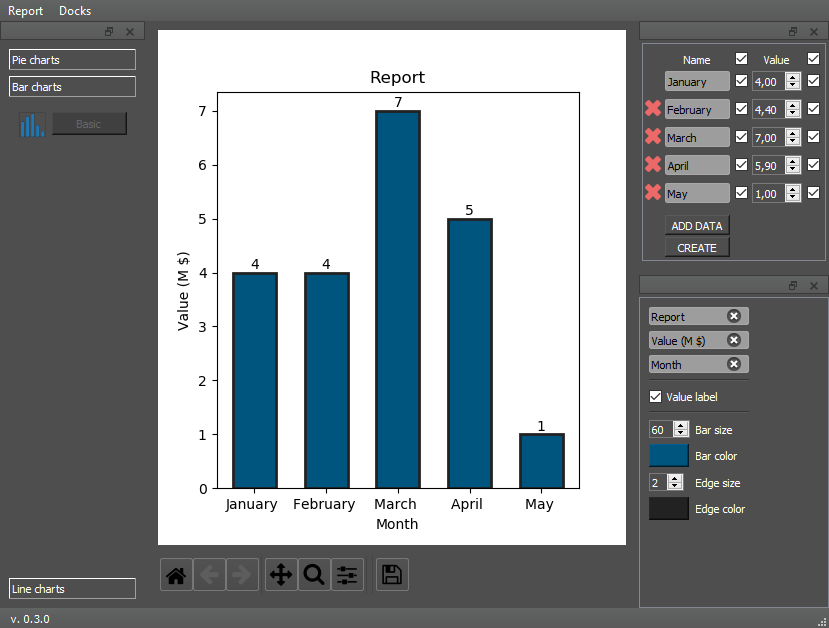 Report Docks
Pie charts
Bar charts
Basic
Line charts
Report
7
6
5
4
3
2
1
0
Value (M $)
4 4 7 5 1
January February March April May
Month
Name Value
January 4,00
February 4,40
March 7,00
April 5,90
May 1,00
ADD DATA
CREATE
Report
Value (M $)
Month
Value label
60 Bar size
Bar color
2 Edge size
Edge color
v. 0.3.0